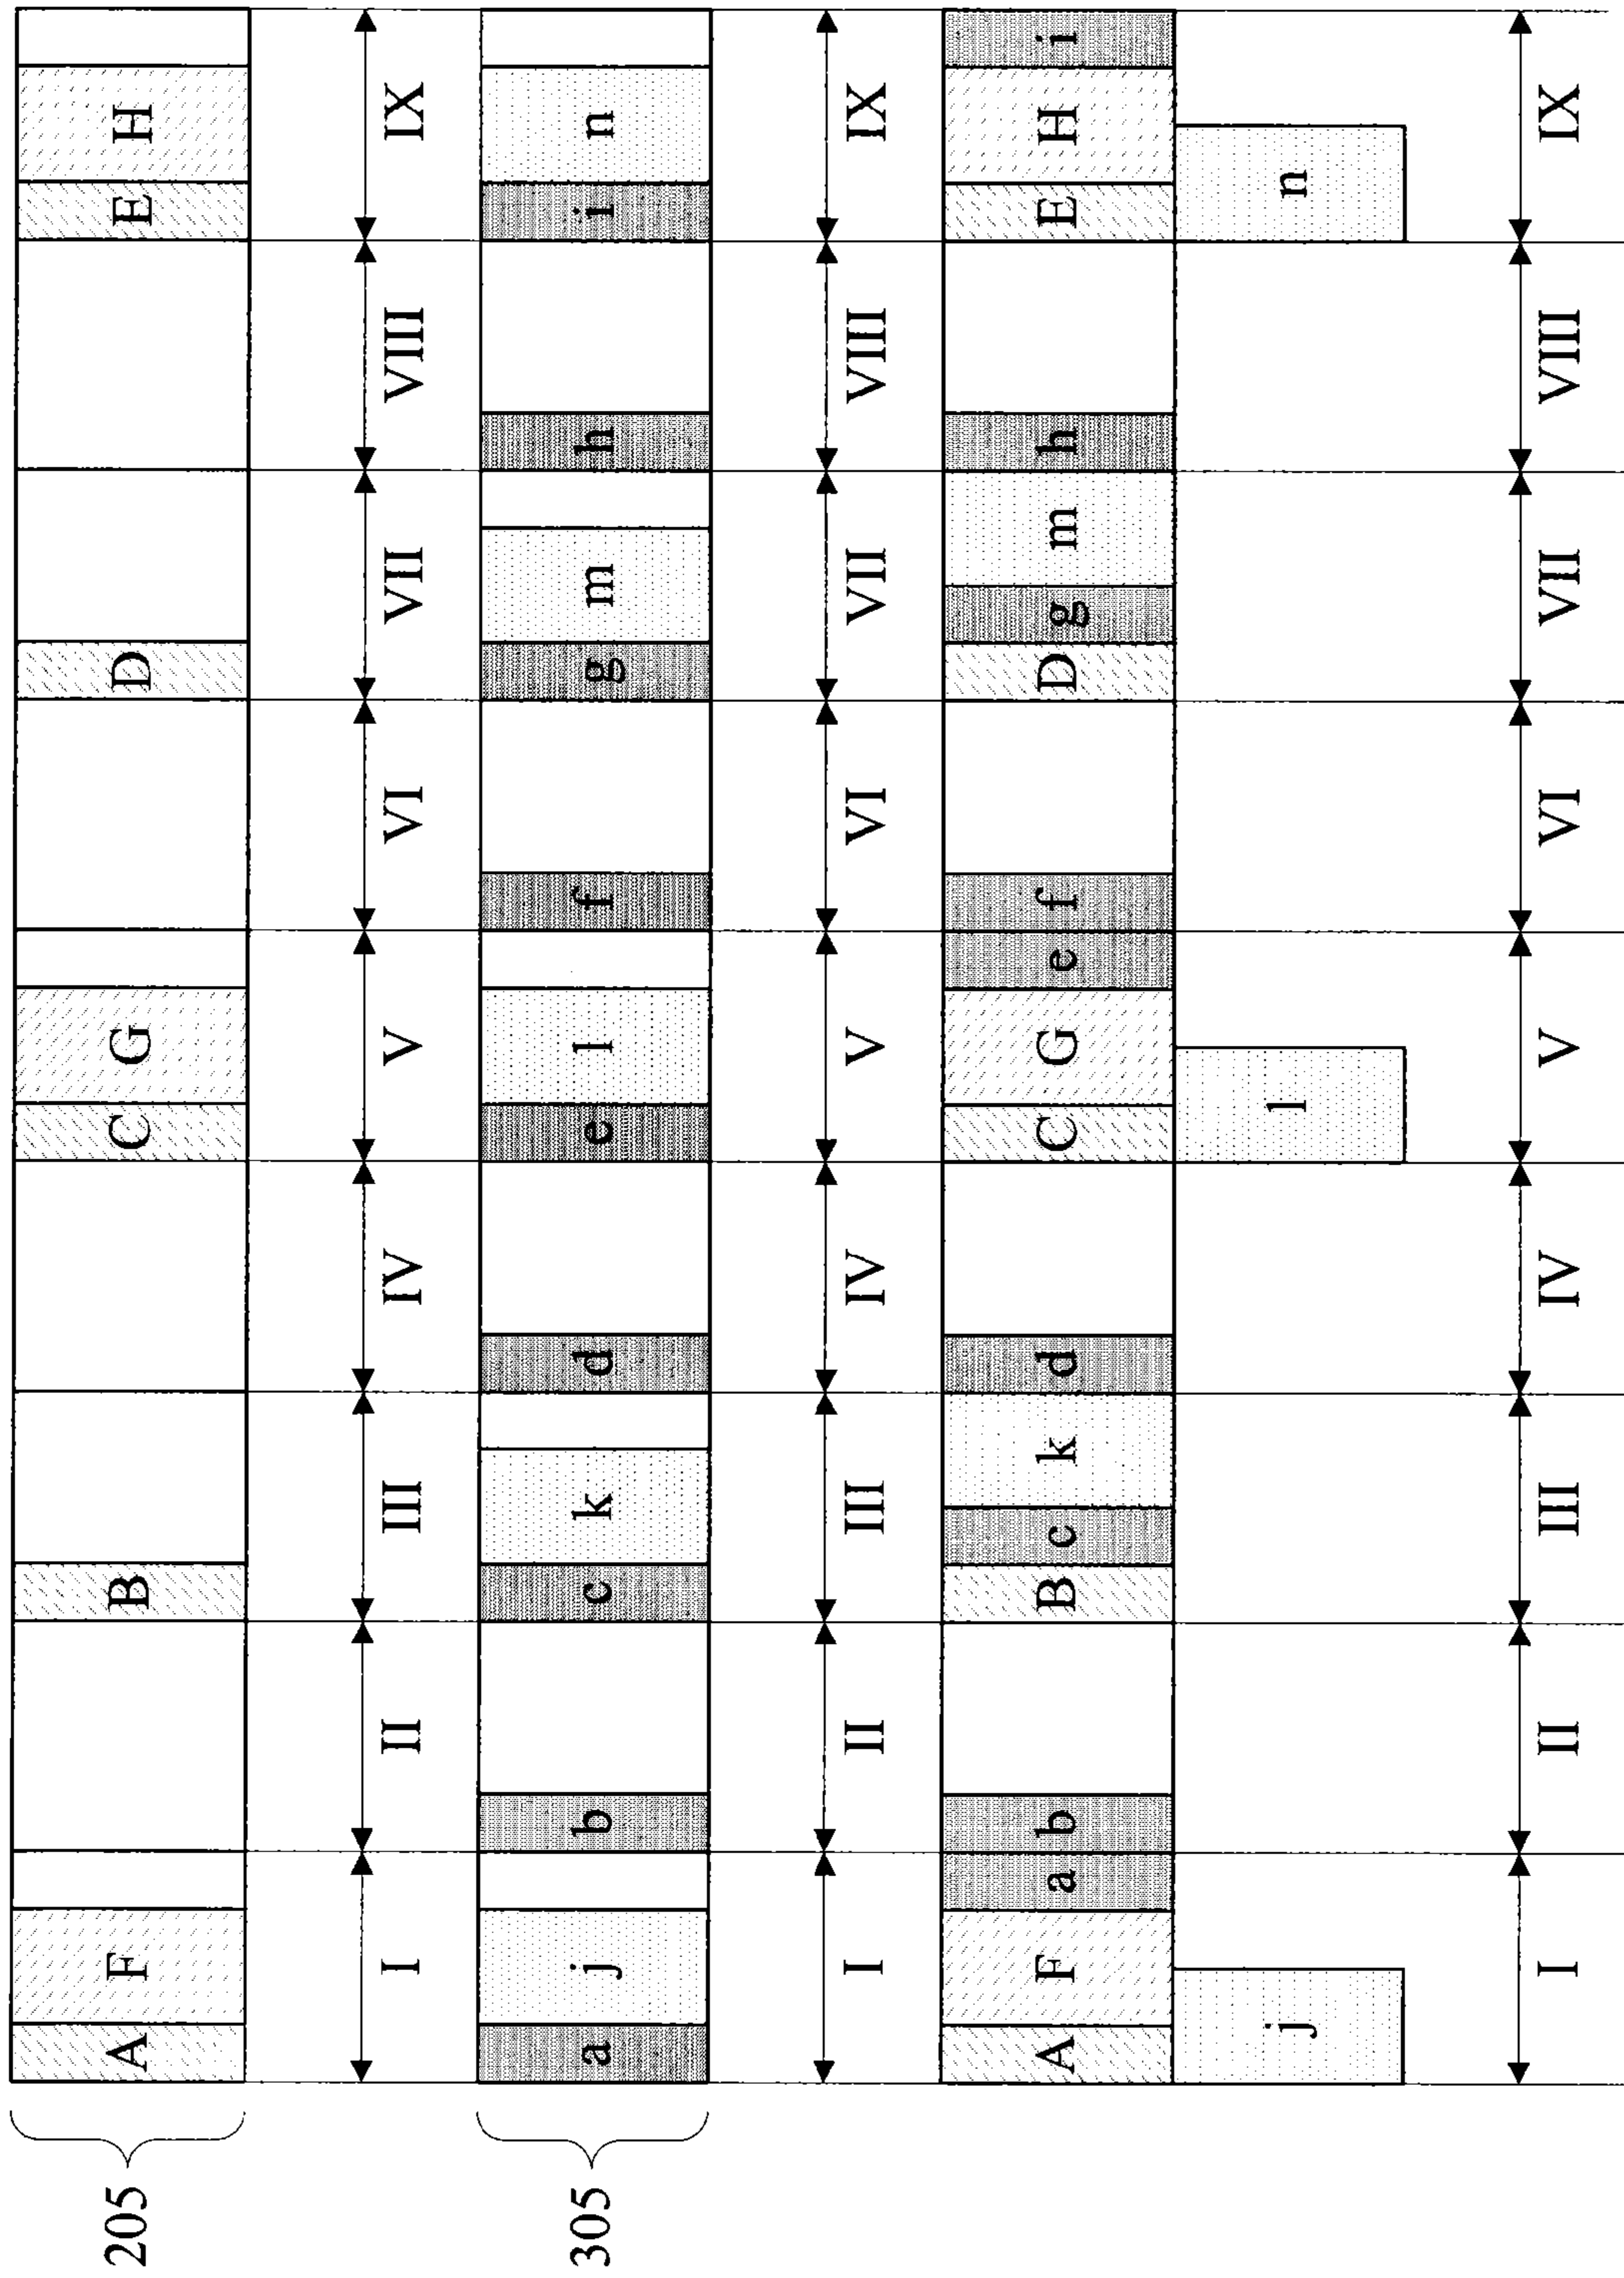 205 A F B C G D E H
I II III IV V VI VII VIII IX
305 a j b c k d e l f g m h i n
I II III IV V VI VII VIII IX
A F a b B c k d C G e f D g m h E H i
j l n
I II III IV V VI VII VIII IX